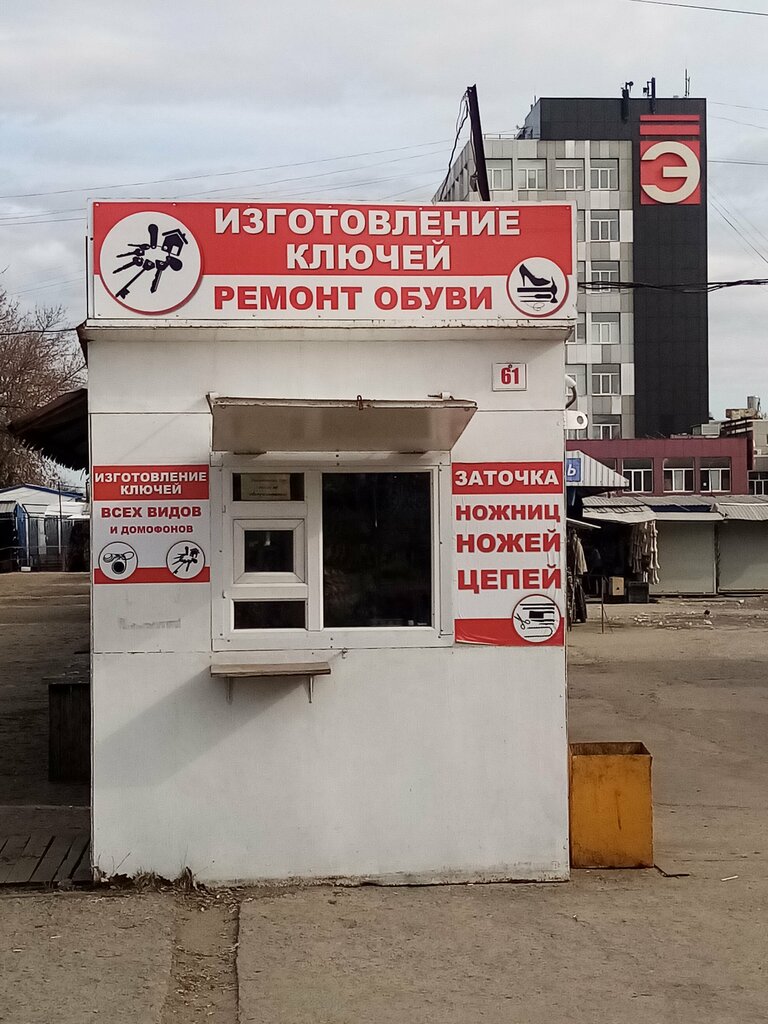 ИЗГОТОВЛЕНИЕ
КЛЮЧЕЙ
РЕМОНТ ОБУВИ
61
Э
ИЗГОТОВЛЕНИЕ
КЛЮЧЕЙ
ВСЕХ ВИДОВ
И ДОМОФОНОВ
ЗАТОЧКА
НОЖНИЦ
НОЖЕЙ
ЦЕПЕЙ